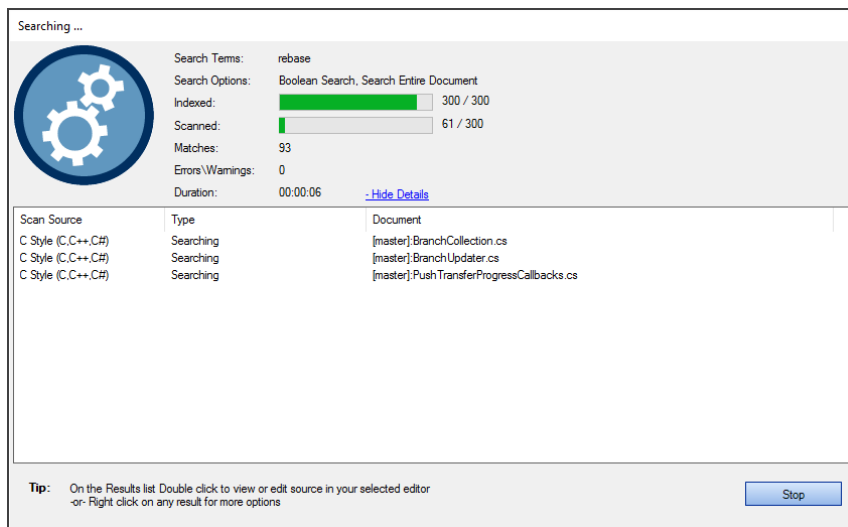 Searching ...
Search Terms: rebase
Search Options: Boolean Search, Search Entire Document
Indexed: 300 / 300
Scanned: 61 / 300
Matches: 93
Errors\Warnings: 0
Duration: 00:00:06 - Hide Details
Scan Source Type Document
C Style (C,C++,C#) Searching [master]:BranchCollection.cs
C Style (C,C++,C#) Searching [master]:BranchUpdater.cs
C Style (C,C++,C#) Searching [master]:PushTransferProgressCallbacks.cs
Tip: On the Results list Double click to view or edit source in your selected editor
-or- Right click on any result for more options
Stop